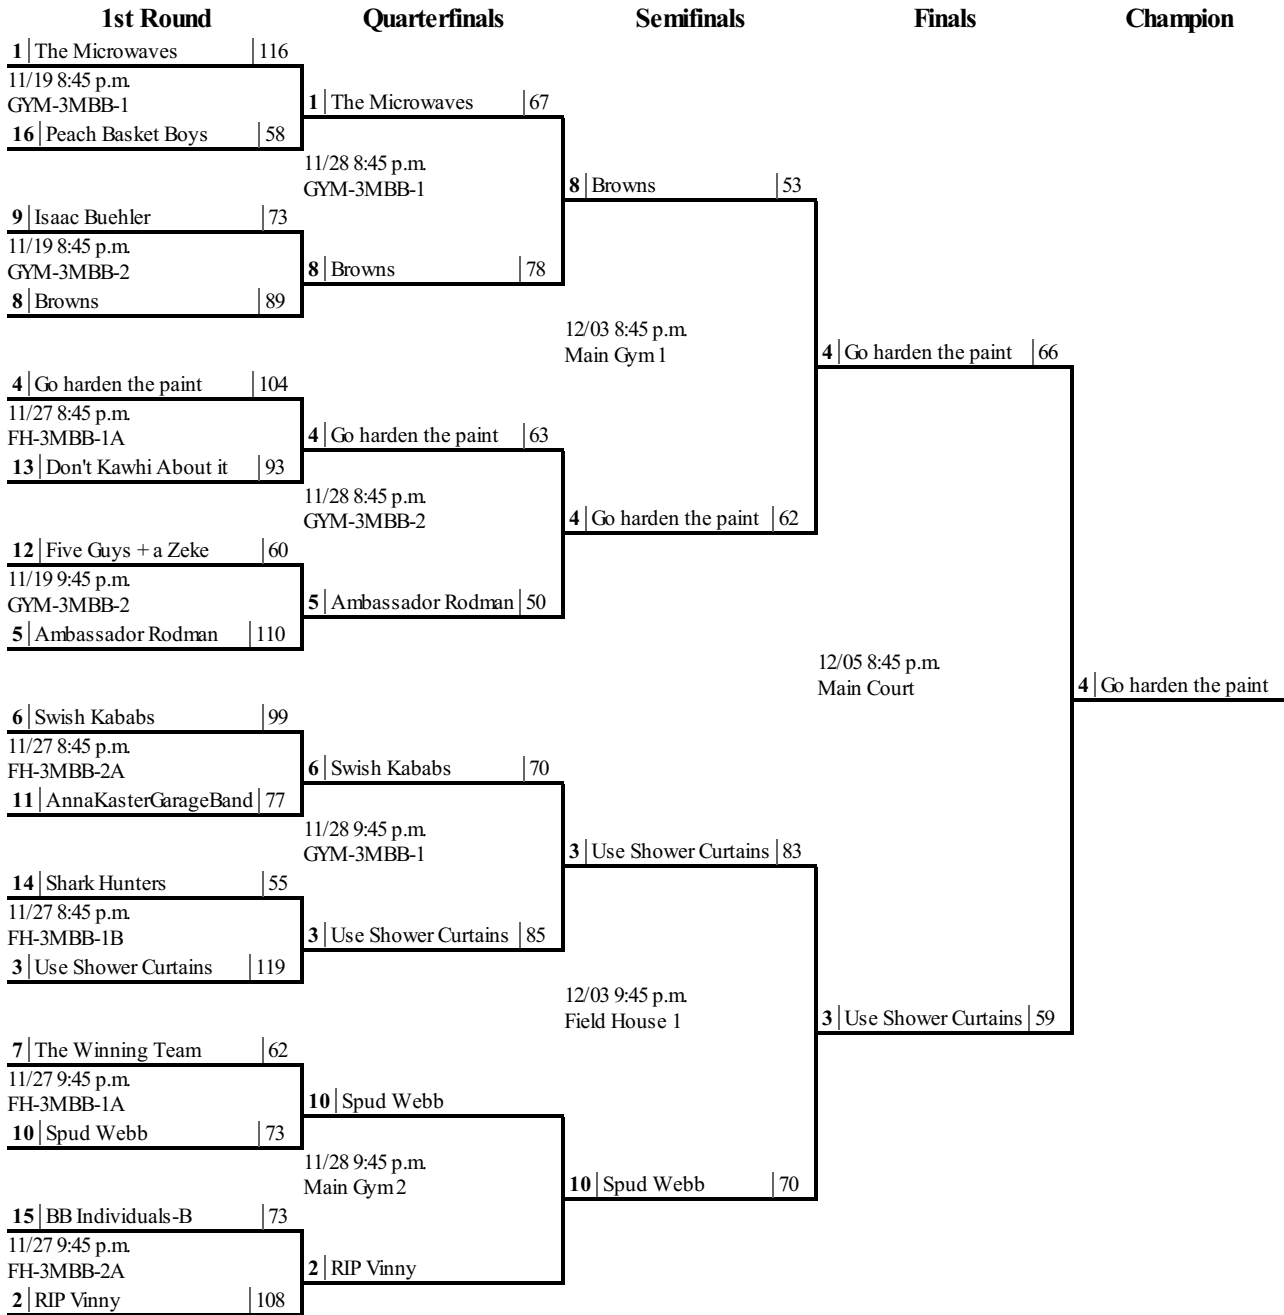 1st Round
Quarterfinals
Semifinals
Finals
Champion
1 The Microwaves 116
11/19 8:45 p.m.
GYM-3MBB-1
16 Peach Basket Boys 58
9 Isaac Buehler 73
11/19 8:45 p.m.
GYM-3MBB-2
8 Browns 89
4 Go harden the paint 104
11/27 8:45 p.m.
FH-3MBB-1A
13 Don't Kawhi About it 93
12 Five Guys + a Zeke 60
11/19 9:45 p.m.
GYM-3MBB-2
5 Ambassador Rodman 110
6 Swish Kababs 99
11/27 8:45 p.m.
FH-3MBB-2A
11 AnnaKasterGarageBand 77
14 Shark Hunters 55
11/27 8:45 p.m.
FH-3MBB-1B
3 Use Shower Curtains 119
7 The Winning Team 62
11/27 9:45 p.m.
FH-3MBB-1A
10 Spud Webb 73
15 BB Individuals-B 73
11/27 9:45 p.m.
FH-3MBB-2A
2 RIP Vinny 108
1 The Microwaves 67
11/28 8:45 p.m.
GYM-3MBB-1
8 Browns 78
4 Go harden the paint 63
11/28 8:45 p.m.
GYM-3MBB-2
5 Ambassador Rodman 50
6 Swish Kababs 70
11/28 9:45 p.m.
GYM-3MBB-1
3 Use Shower Curtains 85
10 Spud Webb
11/28 9:45 p.m.
Main Gym 2
2 RIP Vinny
8 Browns 53
12/03 8:45 p.m.
Main Gym 1
4 Go harden the paint 62
3 Use Shower Curtains 83
12/03 9:45 p.m.
Field House 1
10 Spud Webb 70
4 Go harden the paint 66
12/05 8:45 p.m.
Main Court
3 Use Shower Curtains 59
4 Go harden the paint